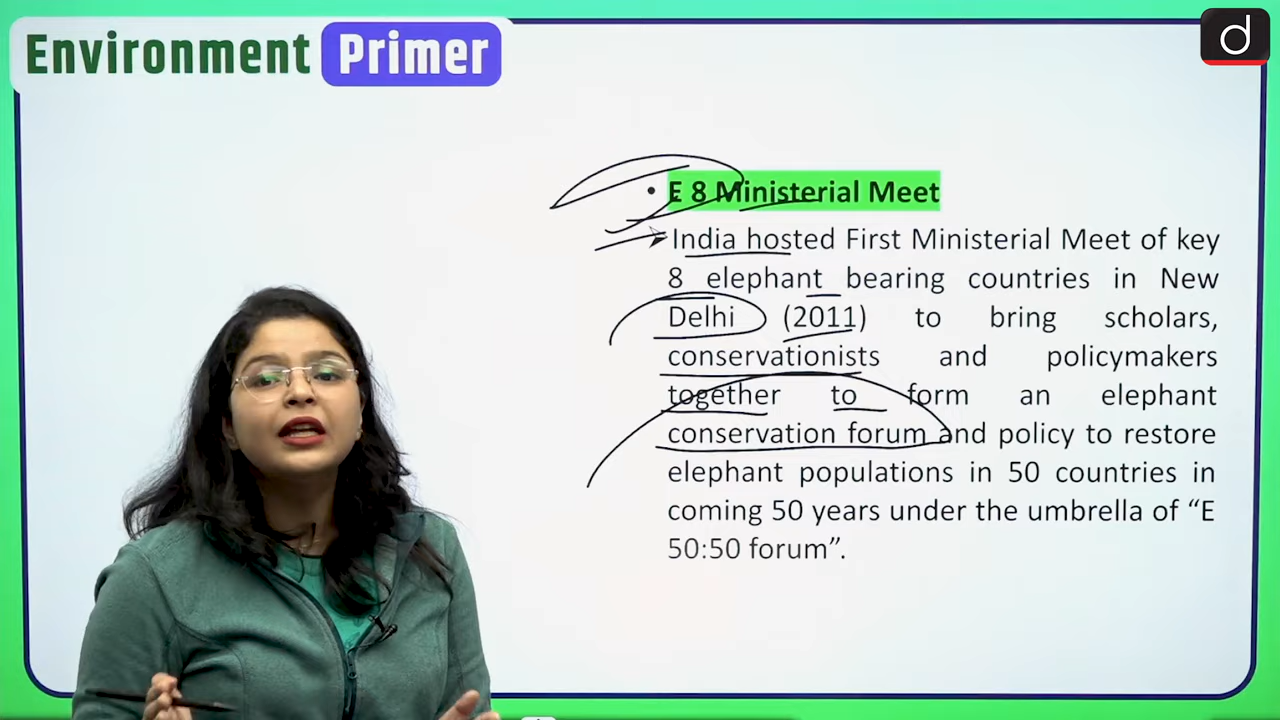 Environment Primer
d
• E 8 Ministerial Meet
➢ India hosted First Ministerial Meet of key
8 elephant bearing countries in New
Delhi (2011) to bring scholars,
conservationists and policymakers
together to form an elephant
conservation forum and policy to restore
elephant populations in 50 countries in
coming 50 years under the umbrella of “E
50:50 forum”.